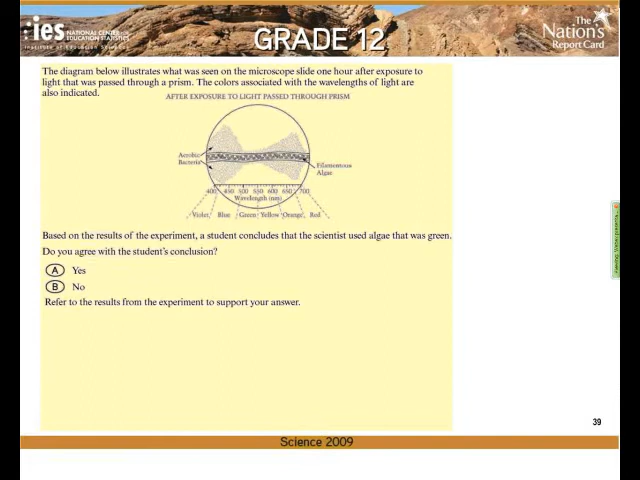 ies NATIONAL CENTER FOR
EDUCATION STATISTICS
Institute of Education Sciences
GRADE 12
The
Nation's
Report Card
The diagram below illustrates what was seen on the microscope slide one hour after exposure to
light that was passed through a prism. The colors associated with the wavelengths of light are
also indicated.
AFTER EXPOSURE TO LIGHT PASSED THROUGH PRISM
Aerobic
Bacteria
Filamentous
Algae
400 450 500 550 600 650 700
Wavelength (nm)
Violet Blue Green Yellow Orange Red
Based on the results of the experiment, a student concludes that the scientist used algae that was green.
Do you agree with the student's conclusion?
A Yes
B No
Refer to the results from the experiment to support your answer.
39
Science 2009